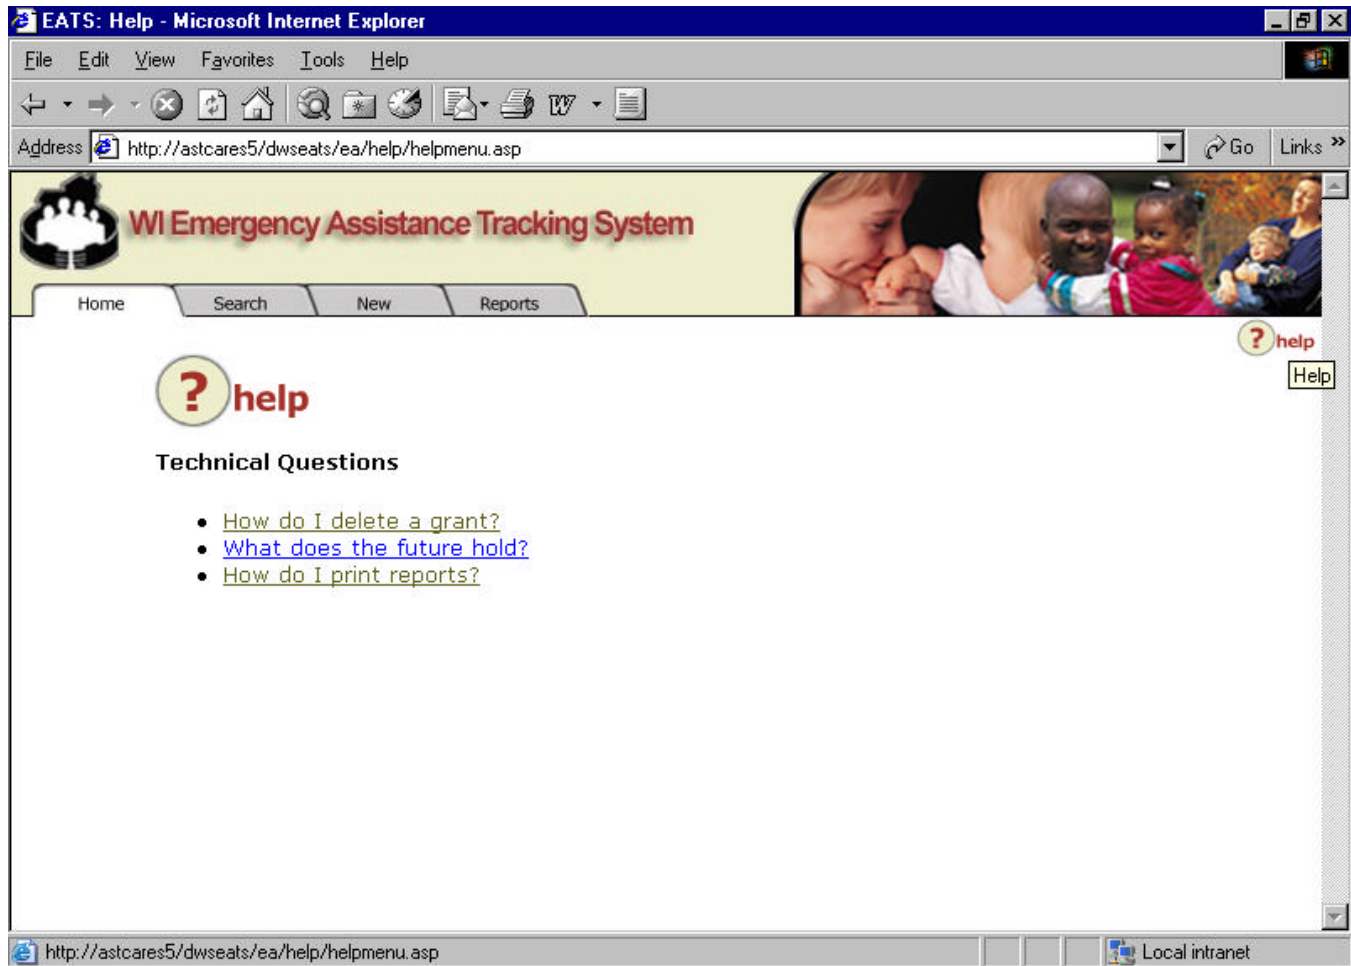 EATS: Help - Microsoft Internet Explorer
File Edit View Favorites Tools Help
Address http://astcares5/dwseats/ea/help/helpmenu.asp Go Links »
WI Emergency Assistance Tracking System
Home Search New Reports
? help
Help
? help
Technical Questions
• How do I delete a grant?
• What does the future hold?
• How do I print reports?
http://astcares5/dwseats/ea/help/helpmenu.asp Local intranet